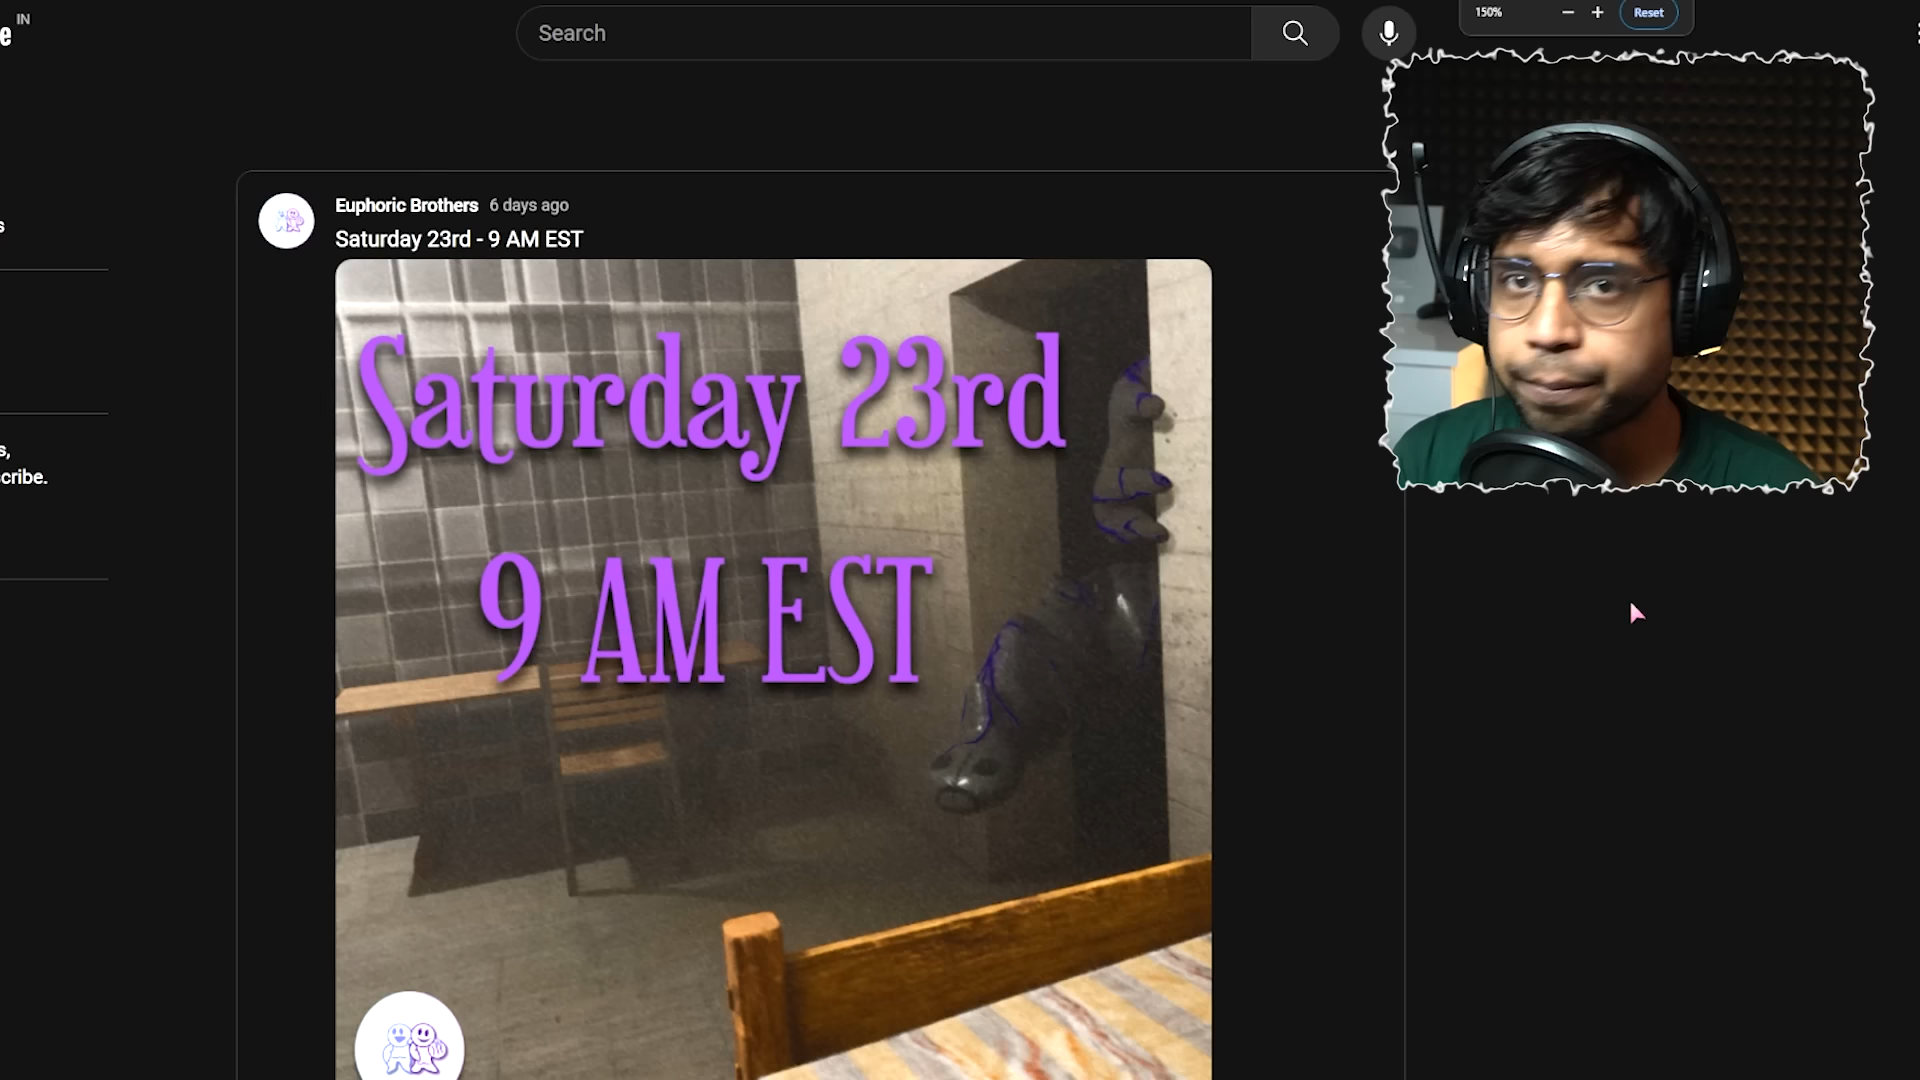 IN
e
Search
150%
Reset
Euphoric Brothers 6 days ago
Saturday 23rd - 9 AM EST
s
s,
cribe.
Saturday 23rd
9 AM EST